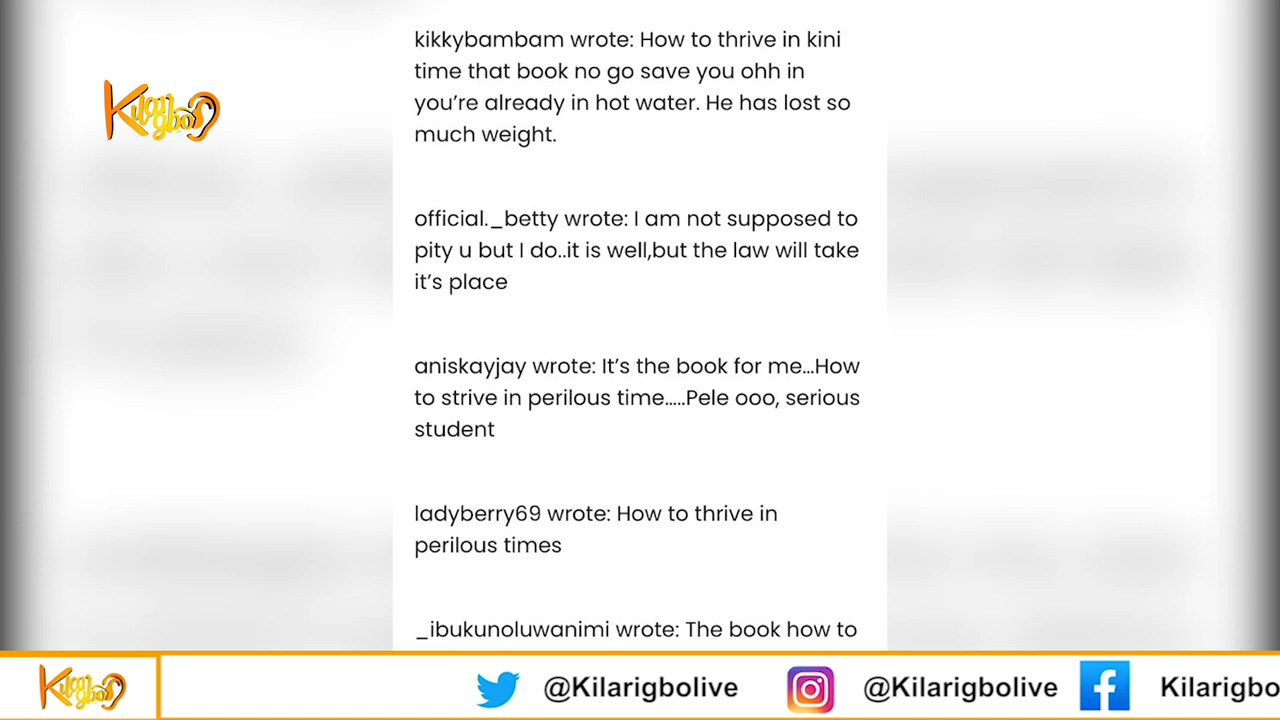 kikkybambam wrote: How to thrive in kini
time that book no go save you ohh in
you’re already in hot water. He has lost so
much weight.
official._betty wrote: I am not supposed to
pity u but I do..it is well,but the law will take
it’s place
aniskayjay wrote: It’s the book for me…How
to strive in perilous time…..Pele ooo, serious
student
ladyberry69 wrote: How to thrive in
perilous times
_ibukunoluwanimi wrote: The book how to
@Kilarigbolive
@Kilarigbolive
Kilarigbo